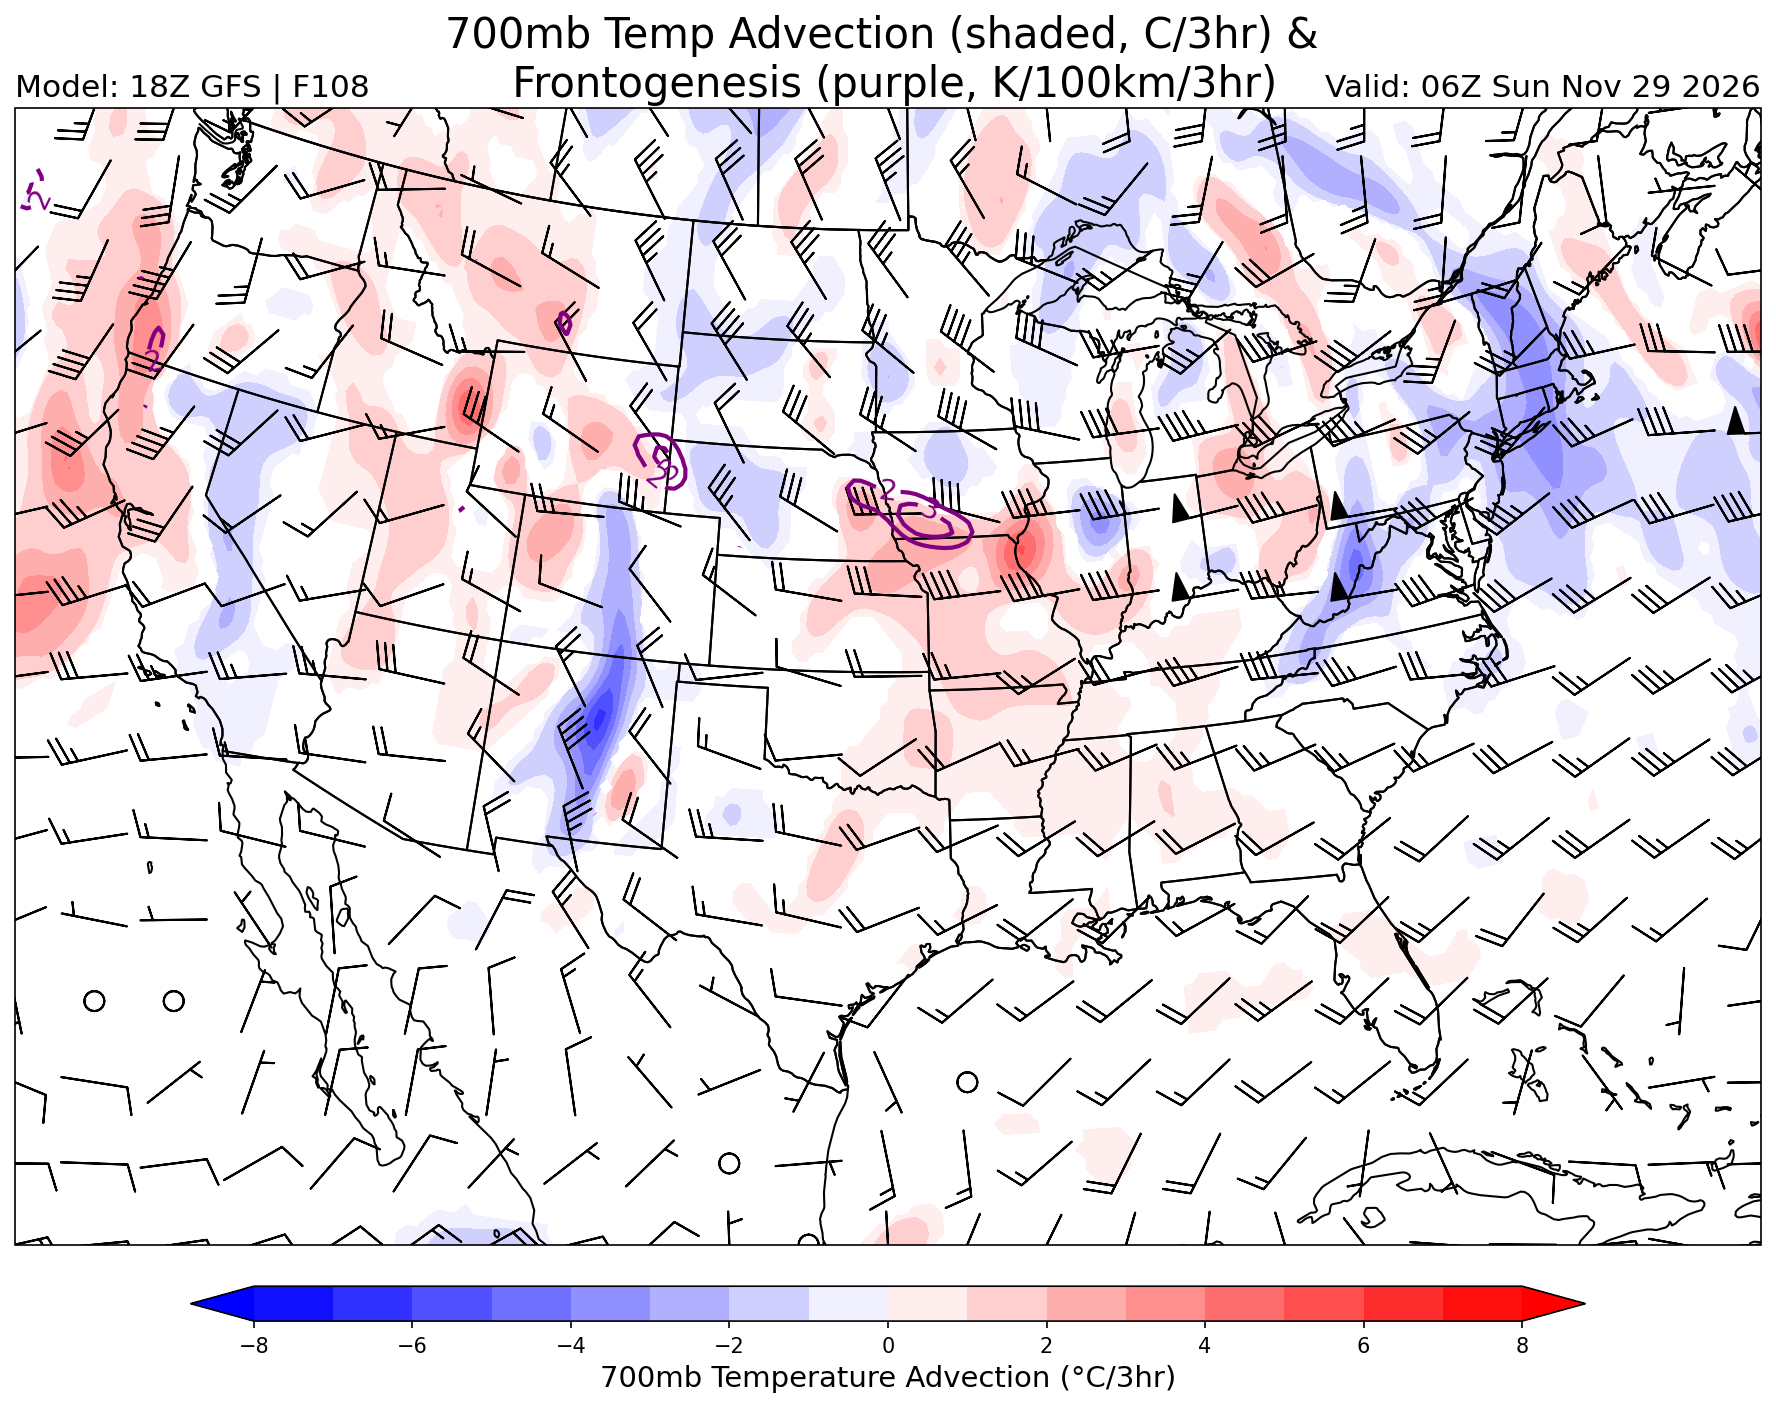 700mb Temp Advection (shaded, C/3hr) &
Model: 18Z GFS | F108
Frontogenesis (purple, K/100km/3hr)
Valid: 06Z Sun Nov 29 2026
2
2
2
3
−8
−6
−4
−2
0
2
4
6
8
700mb Temperature Advection (°C/3hr)